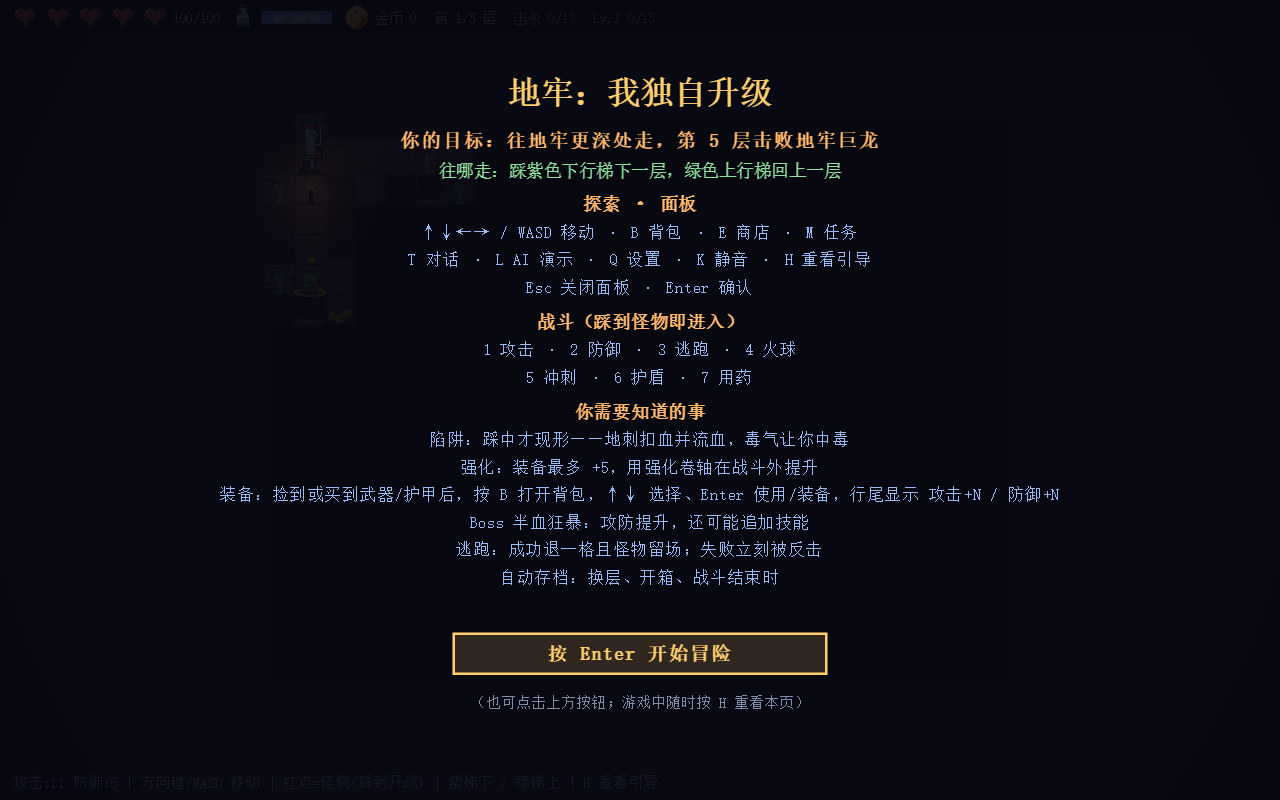 100/100 金币 0 第 1/5 层 击杀 0/12 Lv.1 0/15
地牢：我独自升级
你的目标：往地牢更深处走，第 5 层击败地牢巨龙
往哪走：踩紫色下行梯下一层，绿色上行梯回上一层
探索 · 面板
↑↓←→ / WASD 移动 · B 背包 · E 商店 · M 任务
T 对话 · L AI 演示 · Q 设置 · K 静音 · H 重看引导
Esc 关闭面板 · Enter 确认
战斗（踩到怪物即进入）
1 攻击 · 2 防御 · 3 逃跑 · 4 火球
5 冲刺 · 6 护盾 · 7 用药
你需要知道的事
陷阱：踩中才现形——地刺扣血并流血，毒气让你中毒
强化：装备最多 +5，用强化卷轴在战斗外提升
装备：捡到或买到武器/护甲后，按 B 打开背包，↑↓ 选择、Enter 使用/装备，行尾显示 攻击+N / 防御+N
Boss 半血狂暴：攻防提升，还可能追加技能
逃跑：成功退一格且怪物留场；失败立刻被反击
自动存档：换层、开箱、战斗结束时
按 Enter 开始冒险
（也可点击上方按钮；游戏中随时按 H 重看本页）
攻击:11 防御:5 | 方向键/WASD 移动 | 红点=怪物(踩到开战) | 紫梯下 / 绿梯上 | H 重看引导